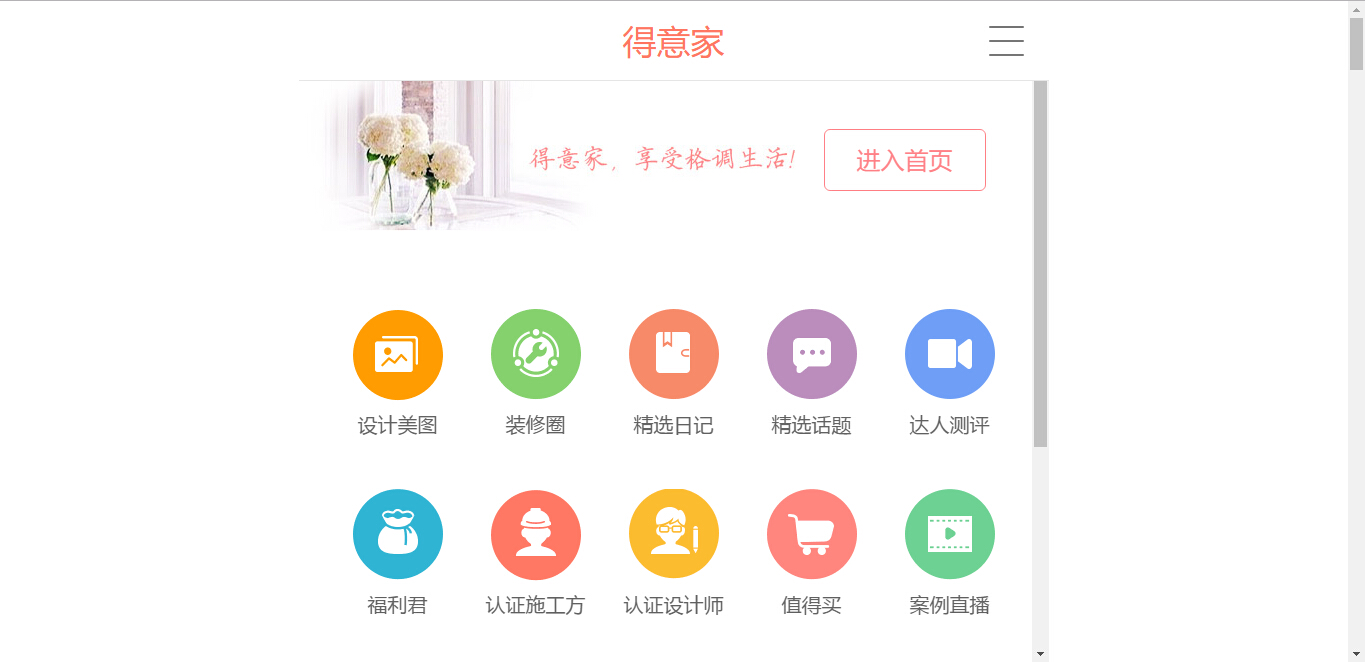 得意家
得意家，享受格调生活!
进入首页
设计美图 装修圈 精选日记 精选话题 达人测评
福利君 认证施工方 认证设计师 值得买 案例直播